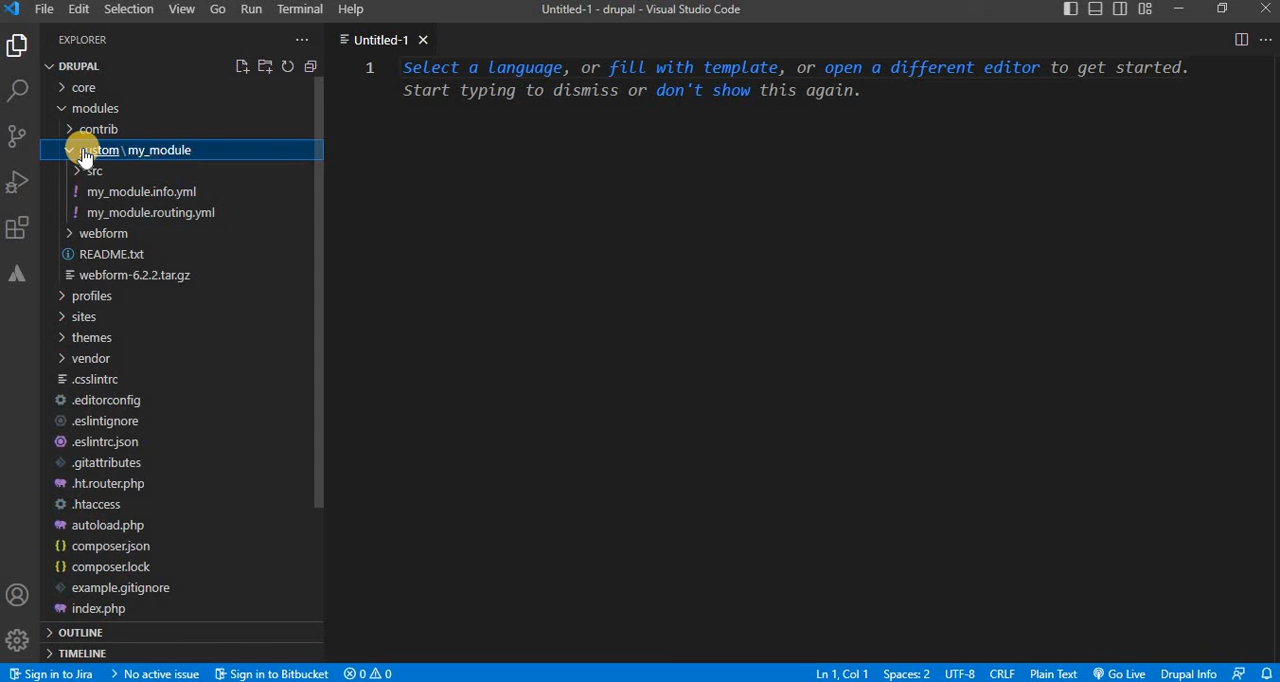 File Edit Selection View Go Run Terminal Help
Untitled-1 - drupal - Visual Studio Code
EXPLORER
Untitled-1
DRUPAL
core
modules
contrib
custom \ my_module
src
my_module.info.yml
my_module.routing.yml
webform
README.txt
webform-6.2.2.tar.gz
profiles
sites
themes
vendor
.csslintrc
.editorconfig
.eslintignore
.eslintrc.json
.gitattributes
.ht.router.php
.htaccess
autoload.php
composer.json
composer.lock
example.gitignore
index.php
OUTLINE
TIMELINE
1 Select a language, or fill with template, or open a different editor to get started.
Start typing to dismiss or don't show this again.
Sign in to Jira No active issue Sign in to Bitbucket 0 0 Ln 1, Col 1 Spaces: 2 UTF-8 CRLF Plain Text Go Live Drupal Info